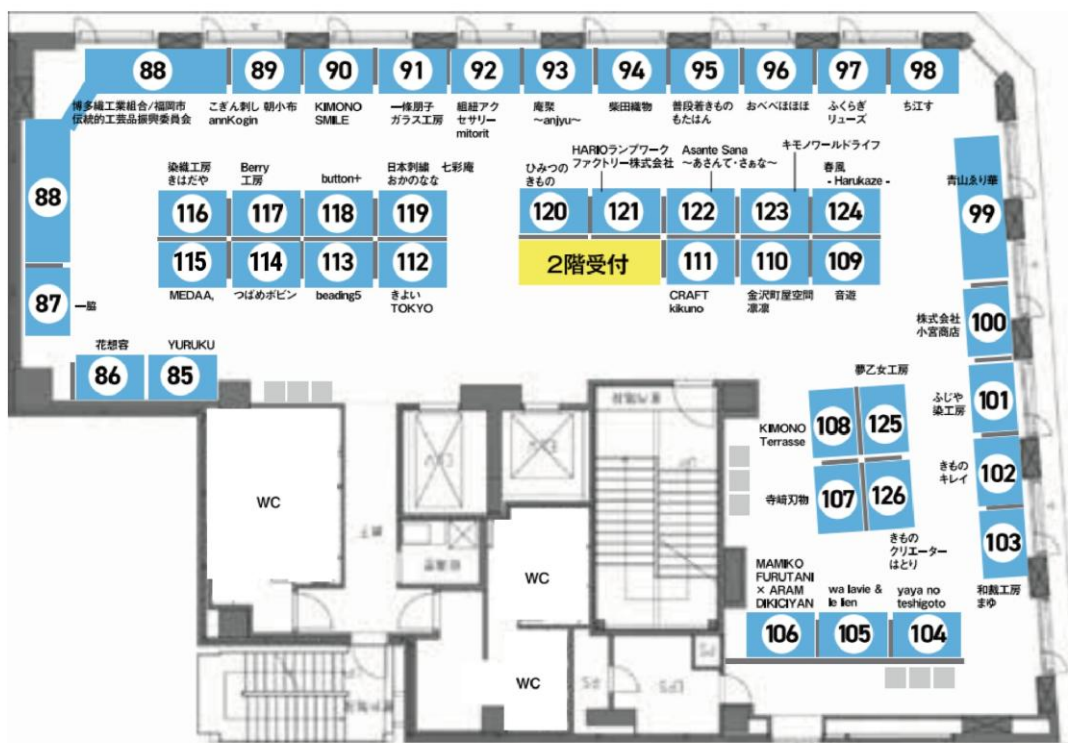 88
89
90
91
92
93
94
95
96
97
98
博多織工業組合/福岡市
伝統的工芸品振興委員会
こぎん刺し 朝小布
annKogin
KIMONO
SMILE
一條朋子
ガラス工房
組紐アク
セサリー
mitorit
庵聚
〜anjyu〜
柴田織物
普段着きもの
もたはん
おべべほほほ
ふくらぎ
リューズ
ち江す
88
染織工房
きはだや
Berry
工房
button+
日本刺繍 七彩庵
おかのなな
ひみつの
きもの
HARIOランプワーク
ファクトリー株式会社
Asante Sana
〜あさんて・さぁな〜
キモノワールドライフ
春風
- Harukaze -
青山ゑり華
99
116
117
118
119
120
121
122
123
124
115
114
113
112
2階受付
111
110
109
MEDAA,
つばめボビン
beading5
きよい
TOKYO
CRAFT
kikuno
金沢町屋空間
凛凛
音遊
87
一脇
株式会社
小宮商店
100
花想容
YURUKU
86
85
夢乙女工房
KIMONO
Terrasse
108
125
ふじや
染工房
101
きもの
キレイ
102
寺﨑刃物
107
126
きもの
クリエーター
はとり
103
和裁工房
まゆ
WC
WC
WC
MAMIKO
FURUTANI
× ARAM
DIKICIYAN
wa lavie &
le lien
yaya no
teshigoto
106
105
104
UP
EPS
PS
PS